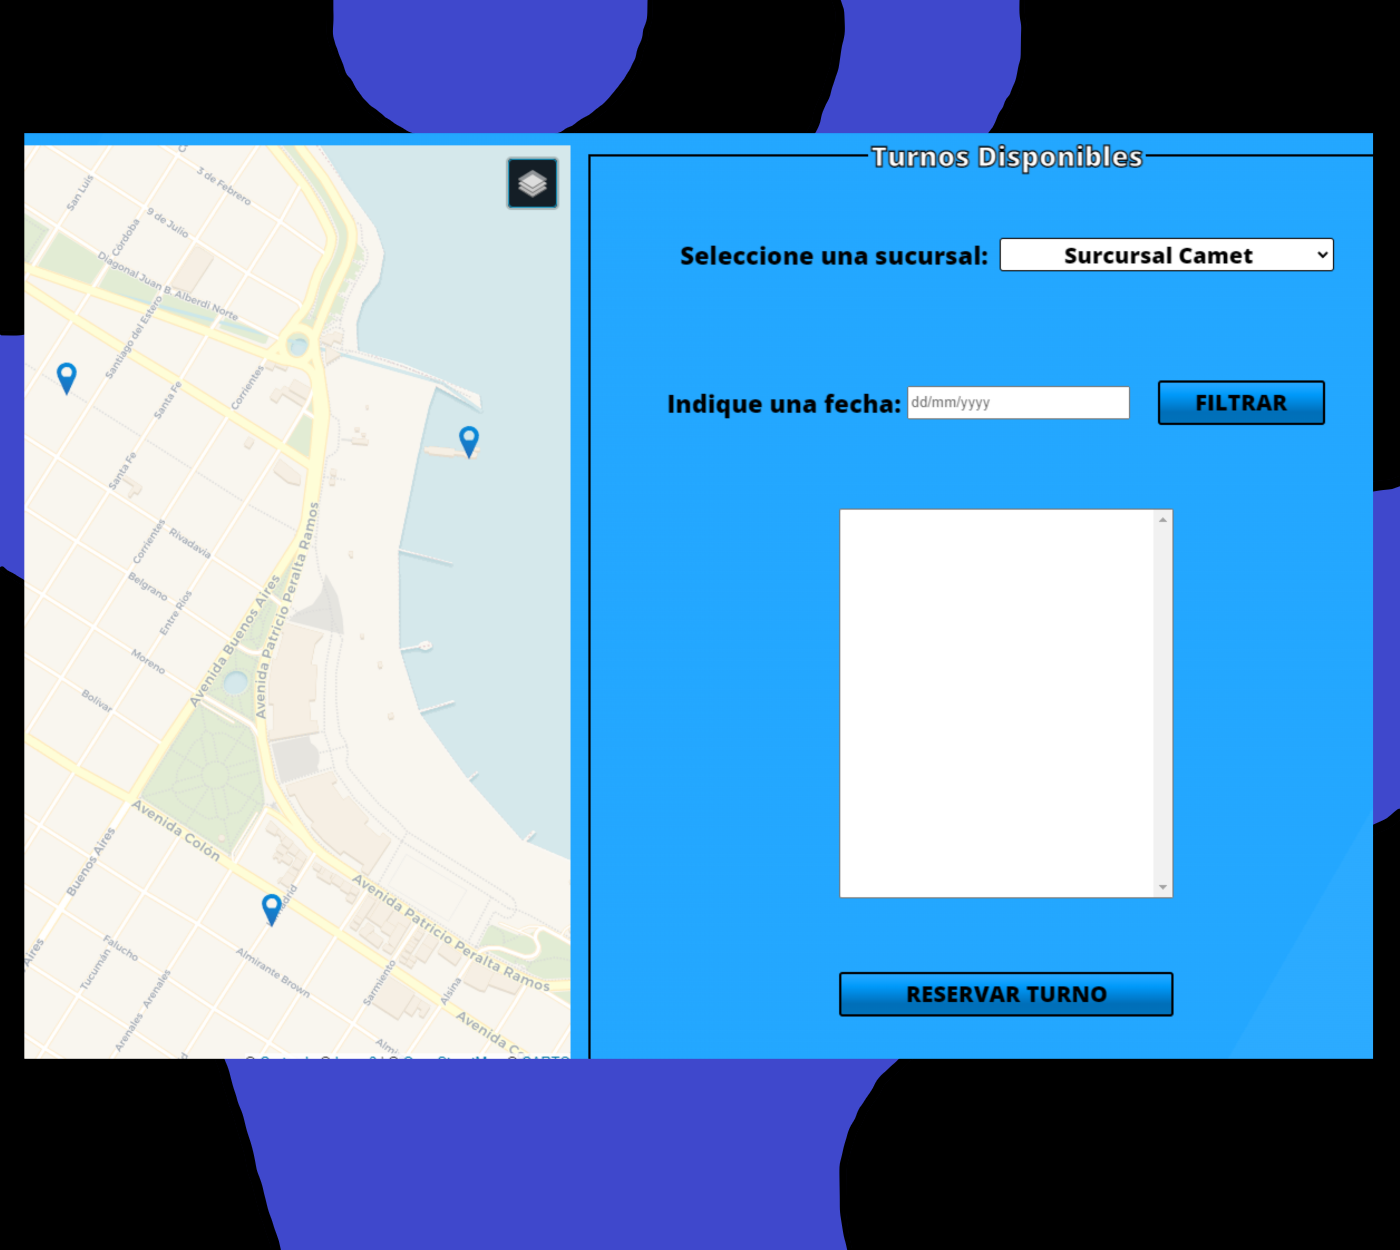 Turnos Disponibles
Seleccione una sucursal: Surcursal Camet
Indique una fecha: dd/mm/yyyy FILTRAR
RESERVAR TURNO
San Luis
3 de Febrero
9 de Julio
Córdoba
Diagonal Juan B. Alberdi Norte
Santiago del Estero
Santa Fe
Corrientes
Santa Fe
Corrientes
Rivadavia
Belgrano
Entre Ríos
Moreno
Bolívar
Avenida Buenos Aires
Avenida Patricio Peralta Ramos
Avenida Colón
Buenos Aires
Avenida Patricio Peralta Ramos
Falucho
Tucumán
Arenales
Arenales
Almirante Brown
Sarmiento
Alsina
Aires